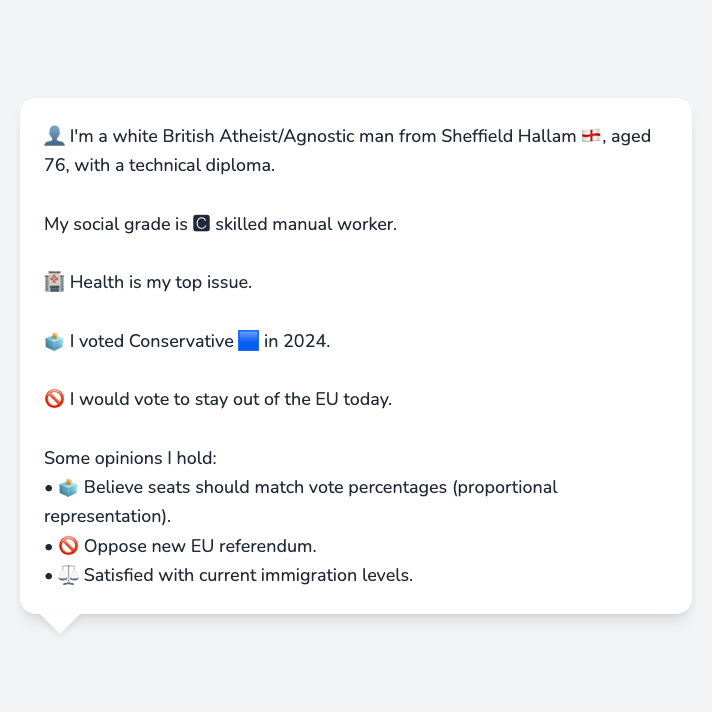 👤 I'm a white British Atheist/Agnostic man from Sheffield Hallam 🏴󠁧󠁢󠁥󠁮󠁧󠁿, aged
76, with a technical diploma.
My social grade is 🅲 skilled manual worker.
🏥 Health is my top issue.
🗳️ I voted Conservative 🟦 in 2024.
🚫 I would vote to stay out of the EU today.
Some opinions I hold:
• 🗳️ Believe seats should match vote percentages (proportional
representation).
• 🚫 Oppose new EU referendum.
• ⚖️ Satisfied with current immigration levels.